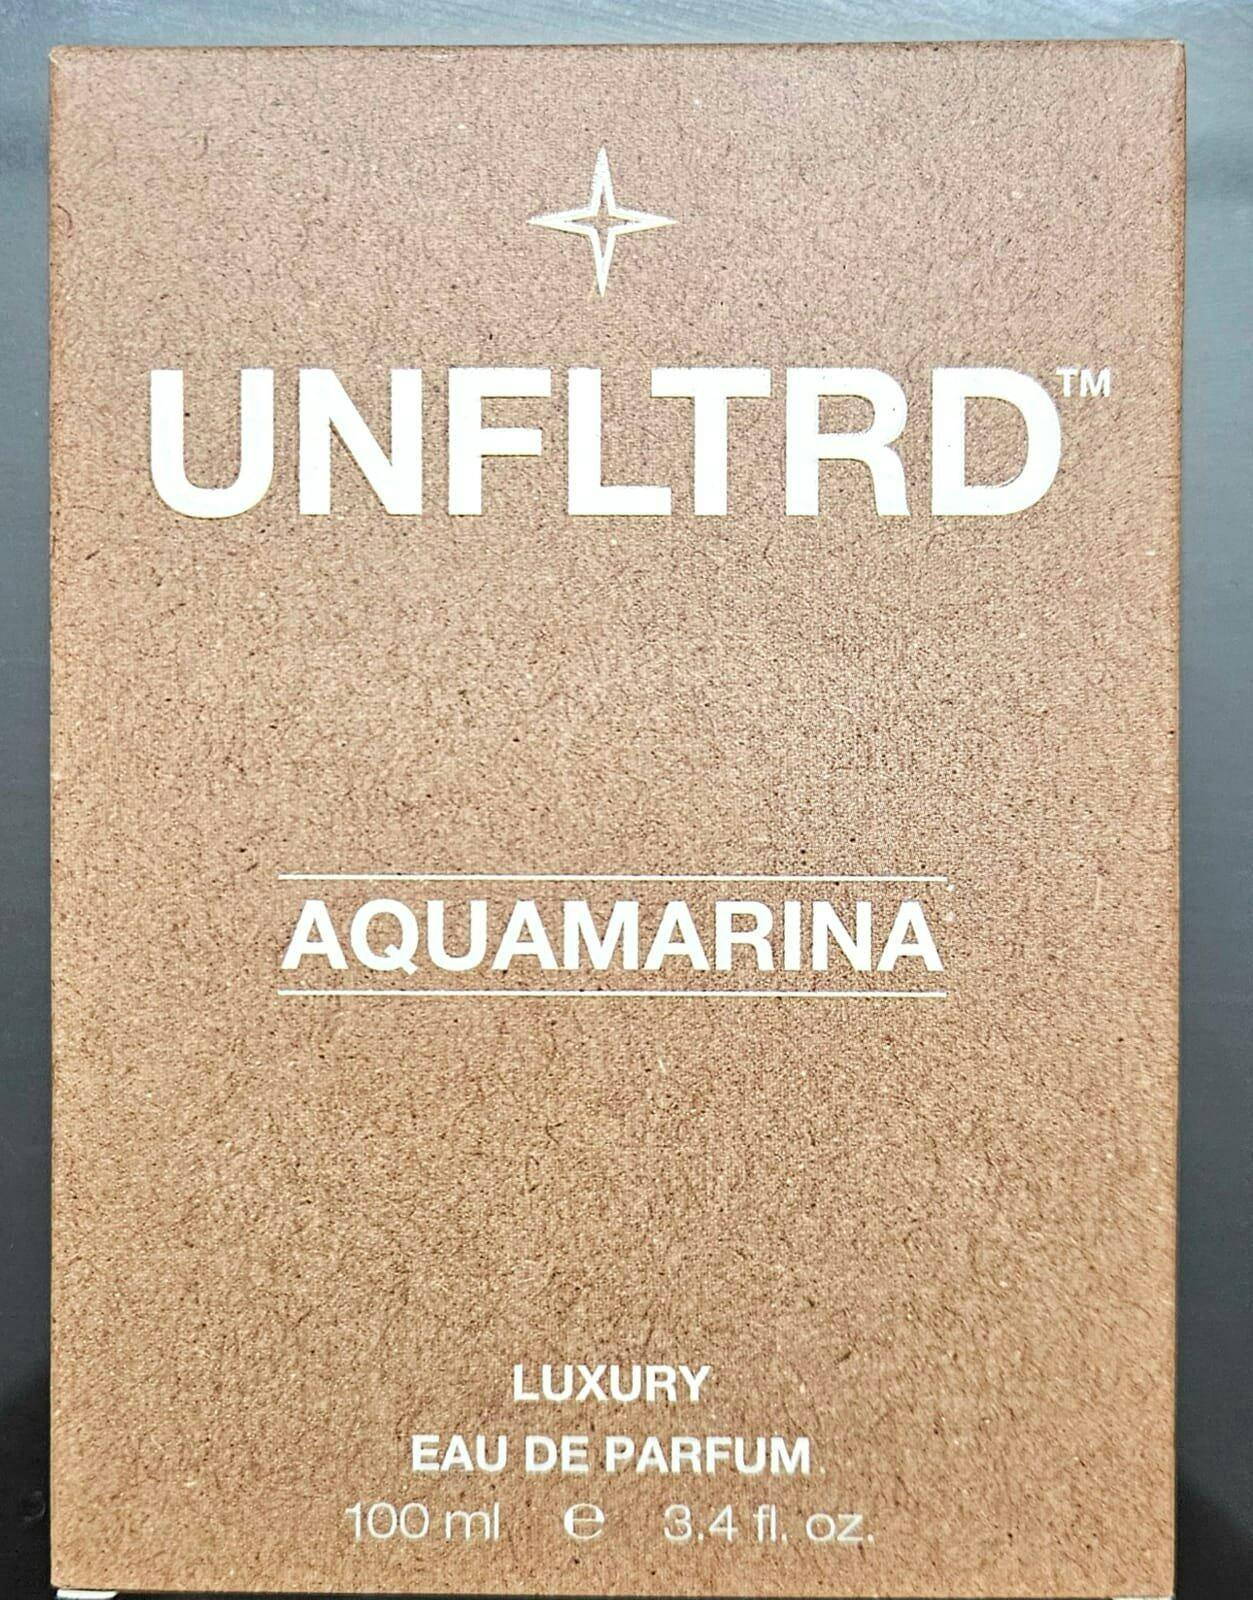 UNFLTRD™
AQUAMARINA
LUXURY
EAU DE PARFUM
100 ml ℮ 3.4 fl. oz.